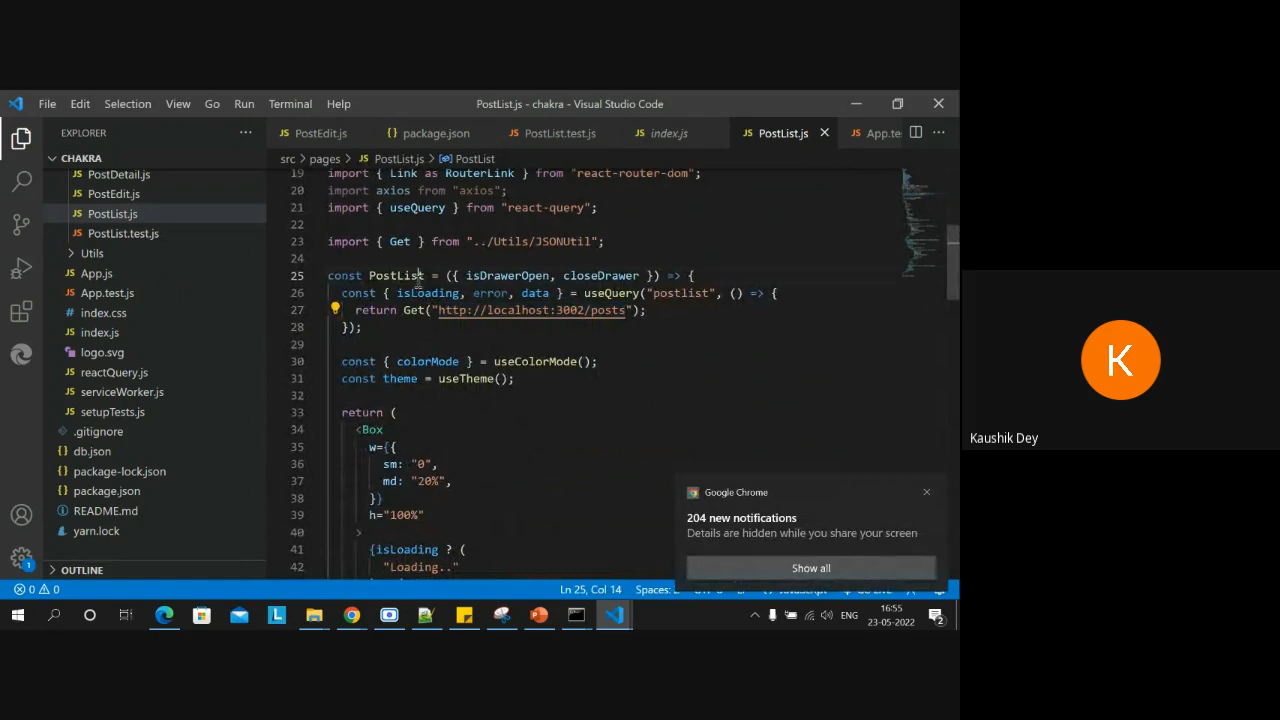 File Edit Selection View Go Run Terminal Help PostList.js - chakra - Visual Studio Code
EXPLORER
PostEdit.js package.json PostList.test.js index.js PostList.js App.te
CHAKRA
src > pages > PostList.js > PostList
PostDetail.js
PostEdit.js
PostList.js
PostList.test.js
Utils
App.js
App.test.js
index.css
index.js
logo.svg
reactQuery.js
serviceWorker.js
setupTests.js
.gitignore
db.json
package-lock.json
package.json
README.md
yarn.lock
OUTLINE
19 import { Link as RouterLink } from "react-router-dom";
20 import axios from "axios";
21 import { useQuery } from "react-query";
22
23 import { Get } from "../Utils/JSONUtil";
24
25 const PostList = ({ isDrawerOpen, closeDrawer }) => {
26 const { isLoading, error, data } = useQuery("postlist", () => {
27 return Get("http://localhost:3002/posts");
28 });
29
30 const { colorMode } = useColorMode();
31 const theme = useTheme();
32
33 return (
34 <Box
35 w={{
36 sm: "0",
37 md: "20%",
38 }}
39 h="100%"
40 >
41 {isLoading ? (
42 "Loading.."
Google Chrome
204 new notifications
Details are hidden while you share your screen
Show all
1
0 0 Ln 25, Col 14 Spaces:
L ENG 16:55
23-05-2022
2
K
Kaushik Dey